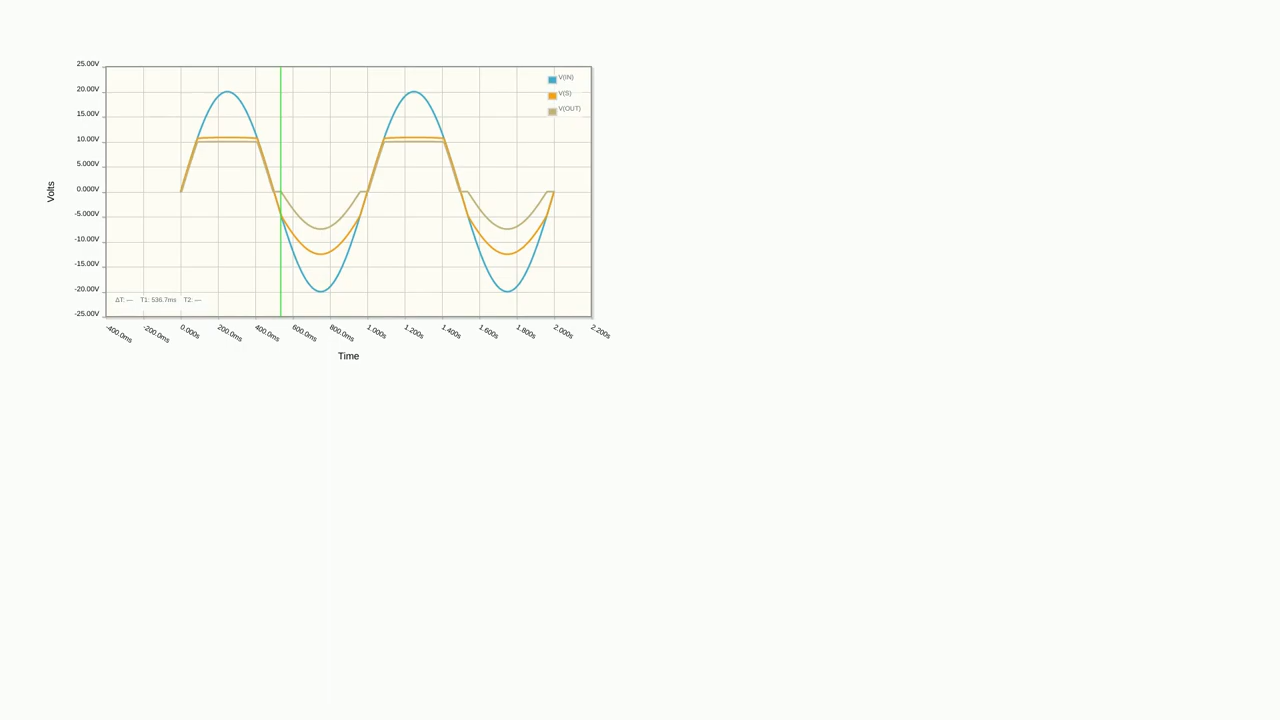 25.00V
20.00V
15.00V
10.00V
5.000V
0.000V
-5.000V
-10.00V
-15.00V
-20.00V
-25.00V
Volts
V(IN)
V(S)
V(OUT)
ΔT: — T1: 536.7ms T2: —
-400.0ms -200.0ms 0.000s 200.0ms 400.0ms 600.0ms 800.0ms 1.000s 1.200s 1.400s 1.600s 1.800s 2.000s 2.200s
Time